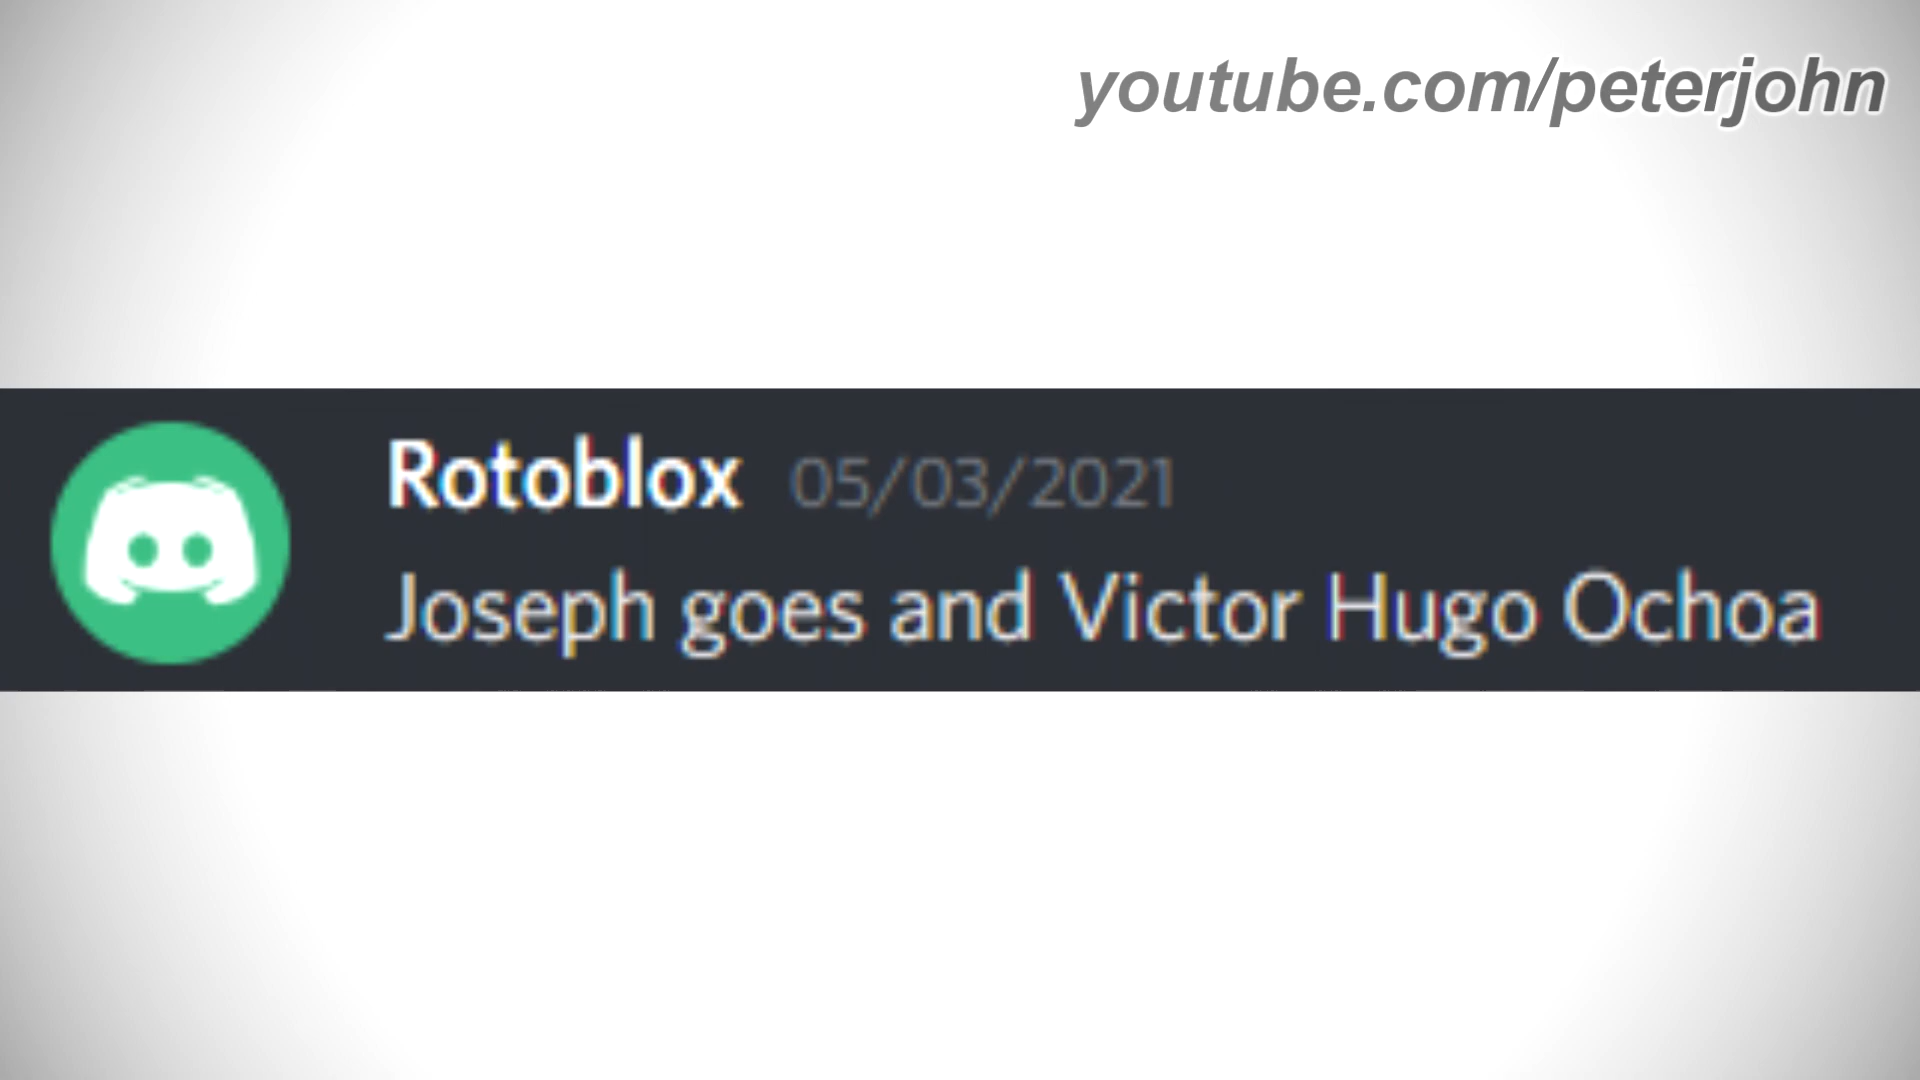 youtube.com/peterjohn
Rotoblox 05/03/2021
Joseph goes and Victor Hugo Ochoa